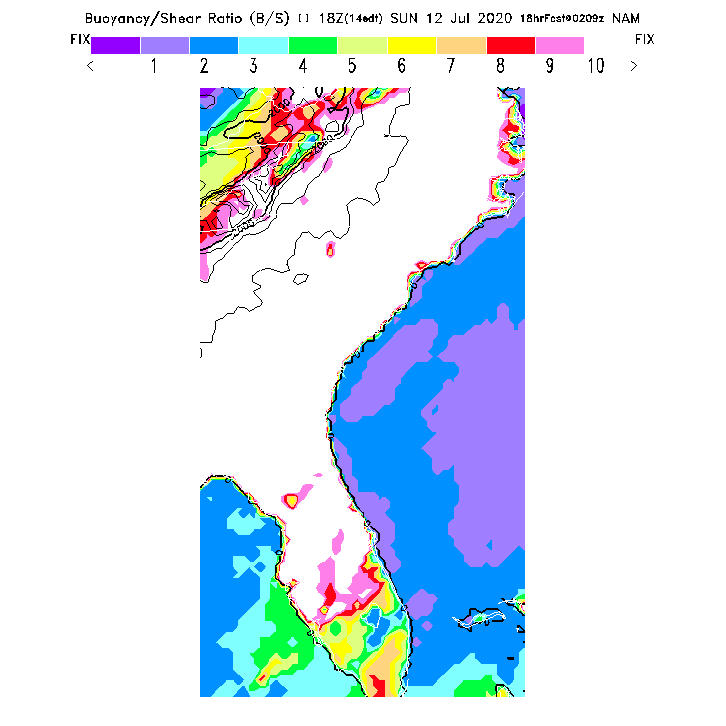 Buoyancy/Shear Ratio (B/S) [] 18Z(14edt) SUN 12 Jul 2020 18hrFcst@0209z NAM
FIX FIX
< 1 2 3 4 5 6 7 8 9 10 >